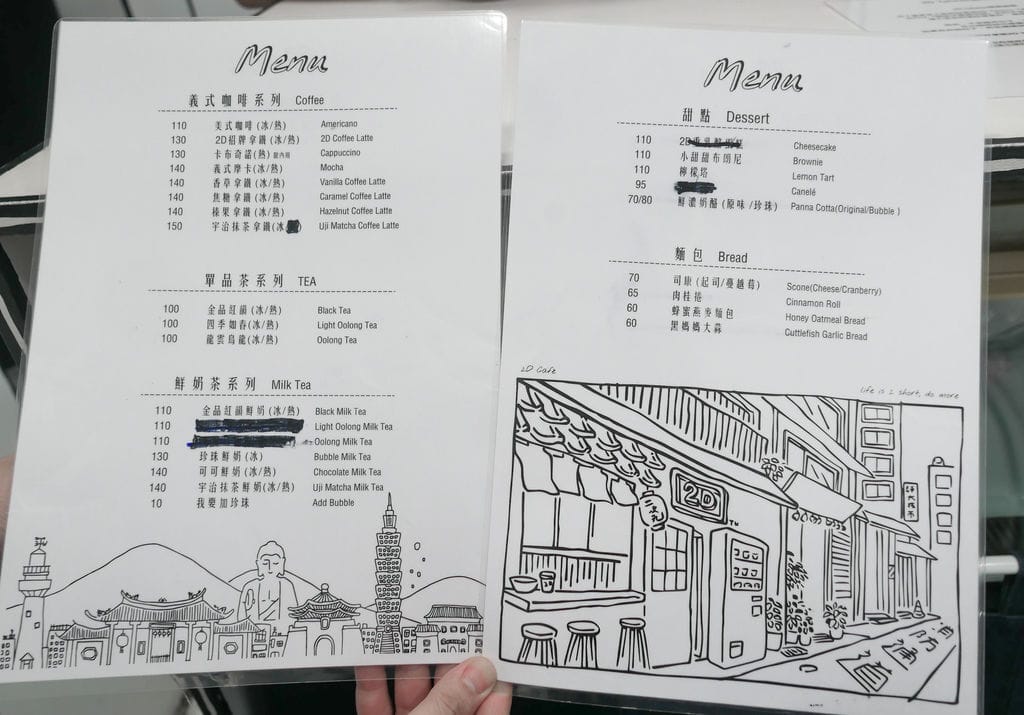 Menu
義式咖啡系列 Coffee
110 美式咖啡(冰/熱) Americano
130 2D招牌拿鐵(冰/熱) 2D Coffee Latte
130 卡布奇諾(熱) 限內用 Cappuccino
140 義式摩卡(冰/熱) Mocha
140 香草拿鐵(冰/熱) Vanilla Coffee Latte
140 焦糖拿鐵(冰/熱) Caramel Coffee Latte
140 榛果拿鐵(冰/熱) Hazelnut Coffee Latte
150 宇治抹茶拿鐵(冰 Uji Matcha Coffee Latte
單品茶系列 TEA
100 金品紅韻(冰/熱) Black Tea
100 四季如春(冰/熱) Light Oolong Tea
100 龍雲烏龍(冰/熱) Oolong Tea
鮮奶茶系列 Milk Tea
110 金品紅韻鮮奶(冰/熱) Black Milk Tea
110 Light Oolong Milk Tea
110 Oolong Milk Tea
130 珍珠鮮奶(冰) Bubble Milk Tea
140 可可鮮奶(冰/熱) Chocolate Milk Tea
140 宇治抹茶鮮奶(冰/熱) Uji Matcha Milk Tea
10 我要加珍珠 Add Bubble
Menu
甜點 Dessert
110 2D Cheesecake
110 小甜甜布朗尼 Brownie
110 檸檬塔 Lemon Tart
95 Canelé
70/80 鮮濃奶酪(原味/珍珠) Panna Cotta(Original/Bubble )
麵包 Bread
70 司康(起司/蔓越莓) Scone(Cheese/Cranberry)
65 肉桂捲 Cinnamon Roll
60 蜂蜜燕麥麵包 Honey Oatmeal Bread
60 黑媽媽大蒜 Cuttlefish Garlic Bread
2D Cafe
life is 2 short, do more
2D
TM
消防通道